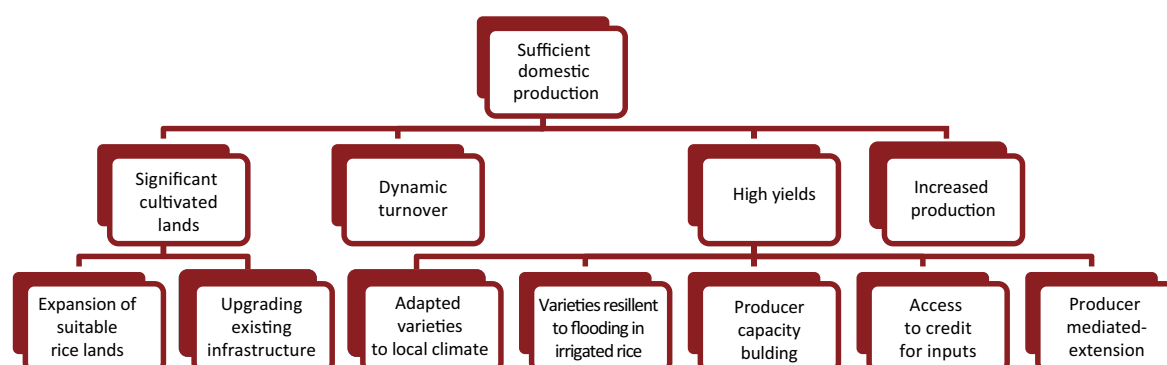 Sufficient
domestic
production
Significant
cultivated
lands
Dynamic
turnover
High yields
Increased
production
Expansion of
suitable
rice lands
Upgrading
existing
infrastructure
Adapted
varieties
to local climate
Varieties resillent
to flooding in
irrigated rice
Producer
capacity
bulding
Access
to credit
for inputs
Producer
mediated-
extension